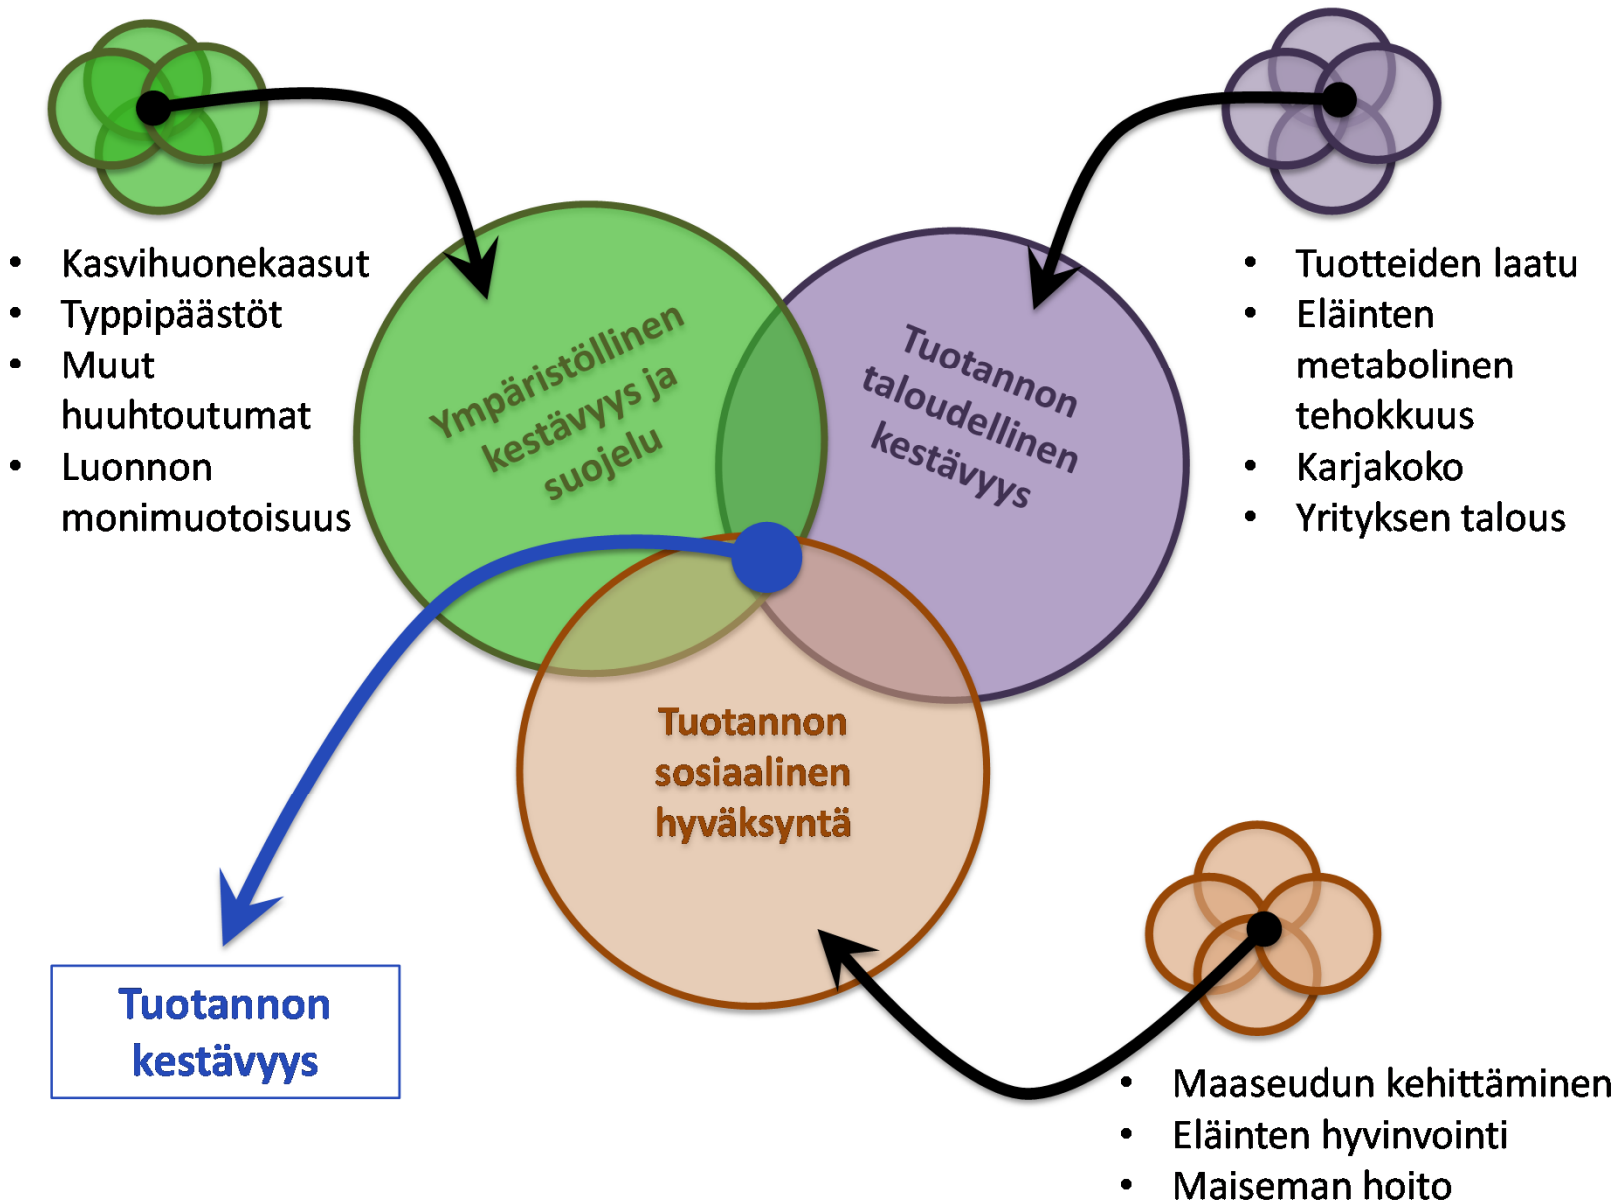 • Kasvihuonekaasut
• Typpipäästöt
• Muut
huuhtoutumat
• Luonnon
monimuotoisuus
Ympäristöllinen
kestävyys ja
suojelu
Tuotannon
taloudellinen
kestävyys
• Tuotteiden laatu
• Eläinten
metabolinen
tehokkuus
• Karjakoko
• Yrityksen talous
Tuotannon
sosiaalinen
hyväksyntä
Tuotannon
kestävyys
• Maaseudun kehittäminen
• Eläinten hyvinvointi
• Maiseman hoito